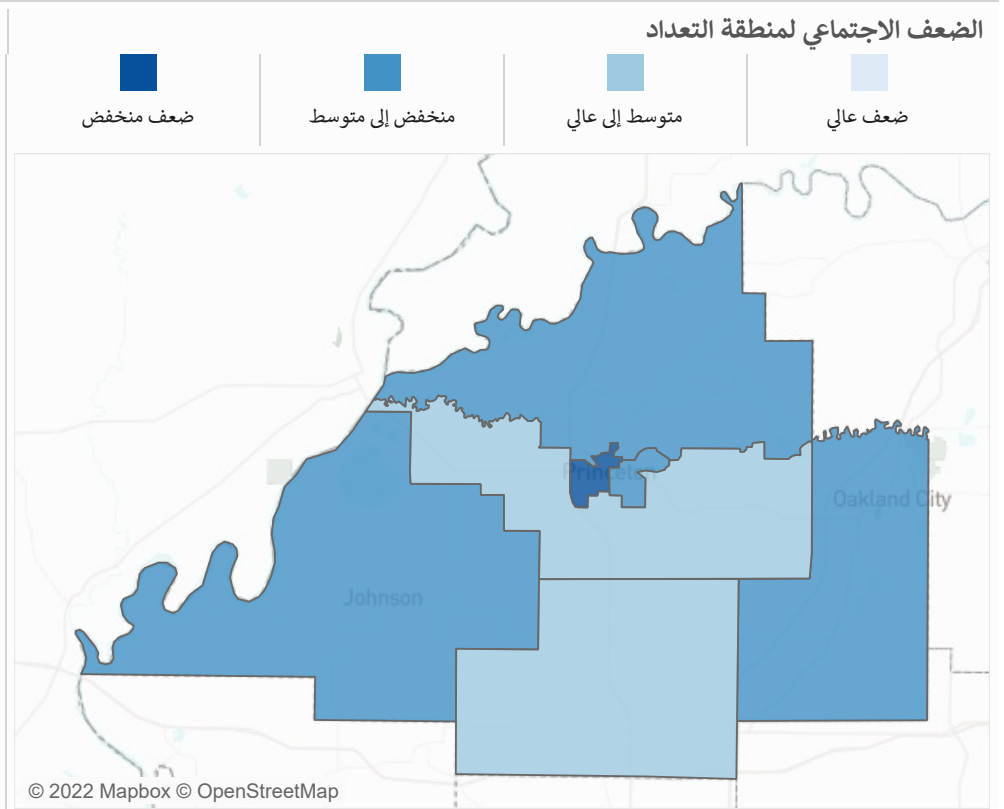 الضعف الاجتماعي لمنطقة التعداد
ضعف عالي
متوسط إلى عالي
منخفض إلى متوسط
ضعف منخفض
Princeton
Oakland City
Johnson
© 2022 Mapbox © OpenStreetMap